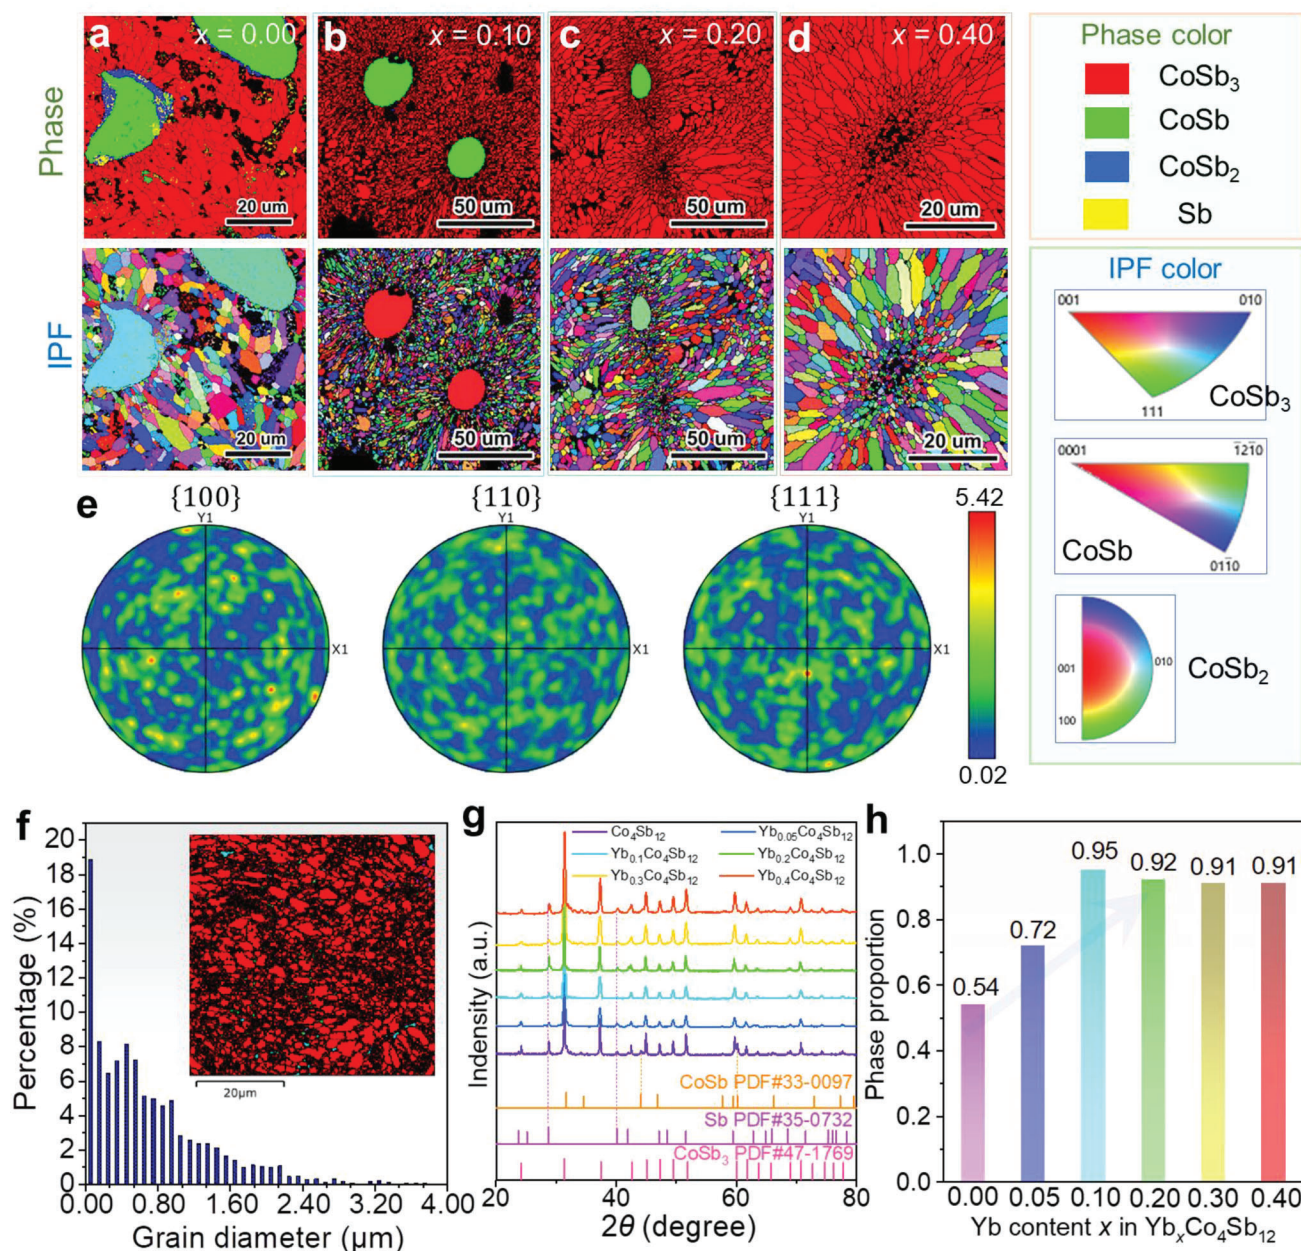 a x = 0.00
b x = 0.10
c x = 0.20
d x = 0.40
Phase
20 um
50 um
50 um
20 um
IPF
20 um
50 um
50 um
20 um
Phase color
CoSb₃
CoSb
CoSb₂
Sb
IPF color
001 010
111
CoSb₃
0001 1̅21̅0
CoSb
011̅0
001 010
100
CoSb₂
e
{100} {110} {111}
Y1 Y1 Y1
X1 X1 X1
5.42
0.02
f
Percentage (%)
20
18
16
14
12
10
8
6
4
2
0
20μm
0.00 0.80 1.60 2.40 3.20 4.00
Grain diameter (μm)
g
Indensity (a.u.)
Co₄Sb₁₂ Yb₀.₀₅Co₄Sb₁₂
Yb₀.₁Co₄Sb₁₂ Yb₀.₂Co₄Sb₁₂
Yb₀.₃Co₄Sb₁₂ Yb₀.₄Co₄Sb₁₂
CoSb PDF#33-0097
Sb PDF#35-0732
CoSb₃ PDF#47-1769
20 40 60 80
2θ (degree)
h
Phase proportion
1.0
0.8
0.6
0.4
0.2
0.0
0.54 0.72 0.95 0.92 0.91 0.91
0.00 0.05 0.10 0.20 0.30 0.40
Yb content x in YbₓCo₄Sb₁₂